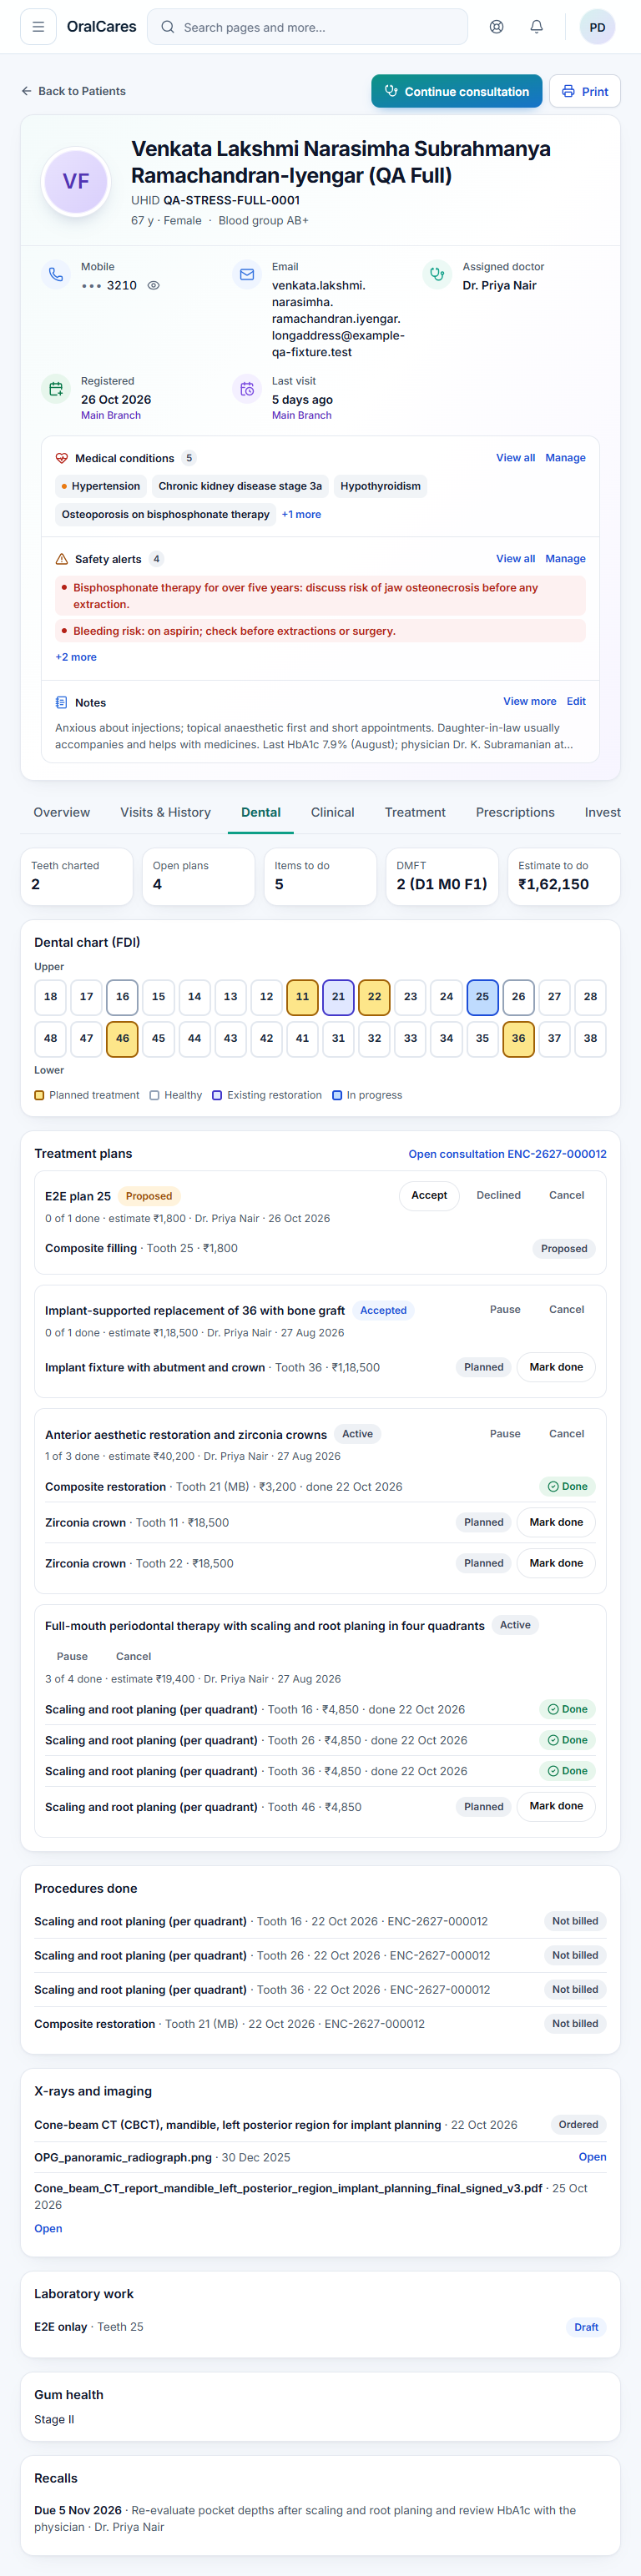 OralCares
Search pages and more...
PD
Back to Patients
Continue consultation
Print
VF
Venkata Lakshmi Narasimha Subrahmanya
Ramachandran-Iyengar (QA Full)
UHID QA-STRESS-FULL-0001
67 y · Female · Blood group AB+
Mobile
••• 3210
Email
venkata.lakshmi.
narasimha.
ramachandran.iyengar.
longaddress@example-
qa-fixture.test
Assigned doctor
Dr. Priya Nair
Registered
26 Oct 2026
Main Branch
Last visit
5 days ago
Main Branch
Medical conditions 5 View all Manage
Hypertension Chronic kidney disease stage 3a Hypothyroidism
Osteoporosis on bisphosphonate therapy +1 more
Safety alerts 4 View all Manage
Bisphosphonate therapy for over five years: discuss risk of jaw osteonecrosis before any
extraction.
Bleeding risk: on aspirin; check before extractions or surgery.
+2 more
Notes View more Edit
Anxious about injections; topical anaesthetic first and short appointments. Daughter-in-law usually
accompanies and helps with medicines. Last HbA1c 7.9% (August); physician Dr. K. Subramanian at...
Overview Visits & History Dental Clinical Treatment Prescriptions Invest
Teeth charted
2
Open plans
4
Items to do
5
DMFT
2 (D1 M0 F1)
Estimate to do
₹1,62,150
Dental chart (FDI)
Upper
18 17 16 15 14 13 12 11 21 22 23 24 25 26 27 28
48 47 46 45 44 43 42 41 31 32 33 34 35 36 37 38
Lower
Planned treatment Healthy Existing restoration In progress
Treatment plans Open consultation ENC-2627-000012
E2E plan 25 Proposed Accept Declined Cancel
0 of 1 done · estimate ₹1,800 · Dr. Priya Nair · 26 Oct 2026
Composite filling · Tooth 25 · ₹1,800 Proposed
Implant-supported replacement of 36 with bone graft Accepted Pause Cancel
0 of 1 done · estimate ₹1,18,500 · Dr. Priya Nair · 27 Aug 2026
Implant fixture with abutment and crown · Tooth 36 · ₹1,18,500 Planned Mark done
Anterior aesthetic restoration and zirconia crowns Active Pause Cancel
1 of 3 done · estimate ₹40,200 · Dr. Priya Nair · 27 Aug 2026
Composite restoration · Tooth 21 (MB) · ₹3,200 · done 22 Oct 2026 Done
Zirconia crown · Tooth 11 · ₹18,500 Planned Mark done
Zirconia crown · Tooth 22 · ₹18,500 Planned Mark done
Full-mouth periodontal therapy with scaling and root planing in four quadrants Active
Pause Cancel
3 of 4 done · estimate ₹19,400 · Dr. Priya Nair · 27 Aug 2026
Scaling and root planing (per quadrant) · Tooth 16 · ₹4,850 · done 22 Oct 2026 Done
Scaling and root planing (per quadrant) · Tooth 26 · ₹4,850 · done 22 Oct 2026 Done
Scaling and root planing (per quadrant) · Tooth 36 · ₹4,850 · done 22 Oct 2026 Done
Scaling and root planing (per quadrant) · Tooth 46 · ₹4,850 Planned Mark done
Procedures done
Scaling and root planing (per quadrant) · Tooth 16 · 22 Oct 2026 · ENC-2627-000012 Not billed
Scaling and root planing (per quadrant) · Tooth 26 · 22 Oct 2026 · ENC-2627-000012 Not billed
Scaling and root planing (per quadrant) · Tooth 36 · 22 Oct 2026 · ENC-2627-000012 Not billed
Composite restoration · Tooth 21 (MB) · 22 Oct 2026 · ENC-2627-000012 Not billed
X-rays and imaging
Cone-beam CT (CBCT), mandible, left posterior region for implant planning · 22 Oct 2026 Ordered
OPG_panoramic_radiograph.png · 30 Dec 2025 Open
Cone_beam_CT_report_mandible_left_posterior_region_implant_planning_final_signed_v3.pdf · 25 Oct
2026
Open
Laboratory work
E2E onlay · Teeth 25 Draft
Gum health
Stage II
Recalls
Due 5 Nov 2026 · Re-evaluate pocket depths after scaling and root planing and review HbA1c with the
physician · Dr. Priya Nair